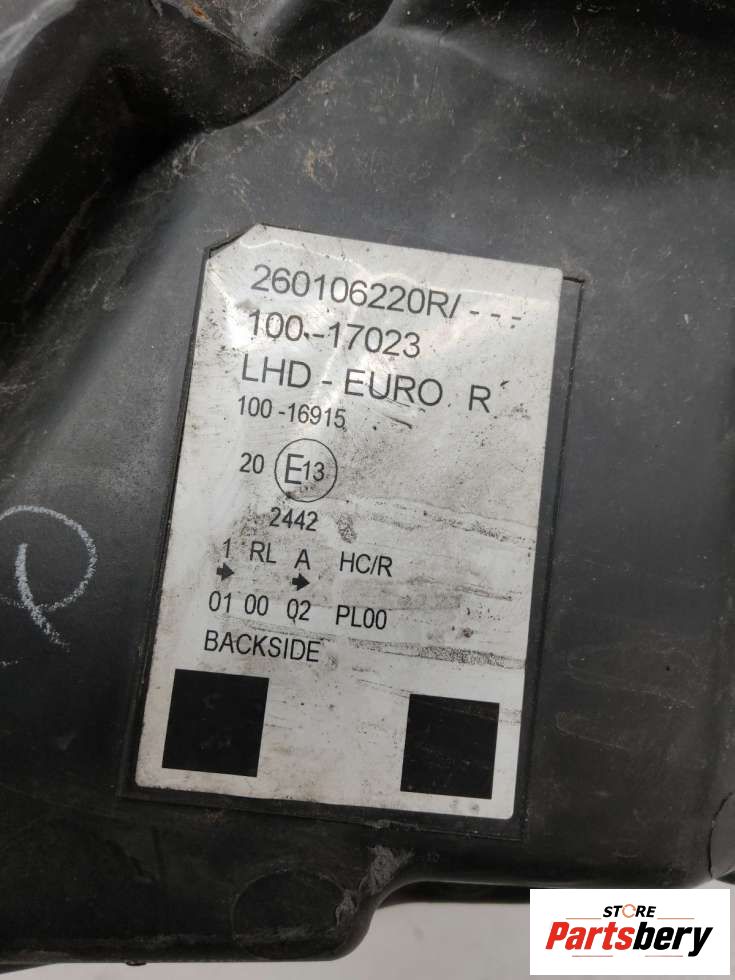 260106220R/ - - -
100-17023
LHD - EURO R
100-16915
20 E13
2442
1 RL A HC/R
01 00 02 PL00
BACKSIDE
STORE
Partsbery